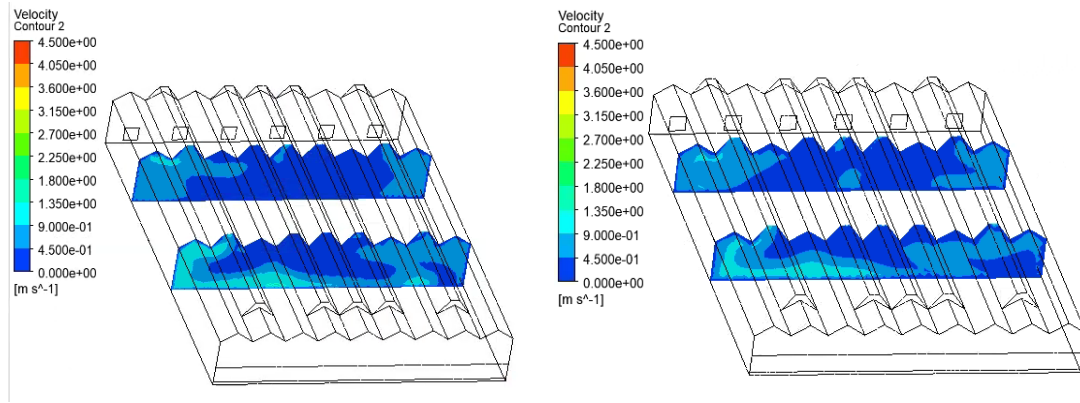 Velocity
Contour 2
4.500e+00
4.050e+00
3.600e+00
3.150e+00
2.700e+00
2.250e+00
1.800e+00
1.350e+00
9.000e-01
4.500e-01
0.000e+00
[m s^-1]
Velocity
Contour 2
4.500e+00
4.050e+00
3.600e+00
3.150e+00
2.700e+00
2.250e+00
1.800e+00
1.350e+00
9.000e-01
4.500e-01
0.000e+00
[m s^-1]